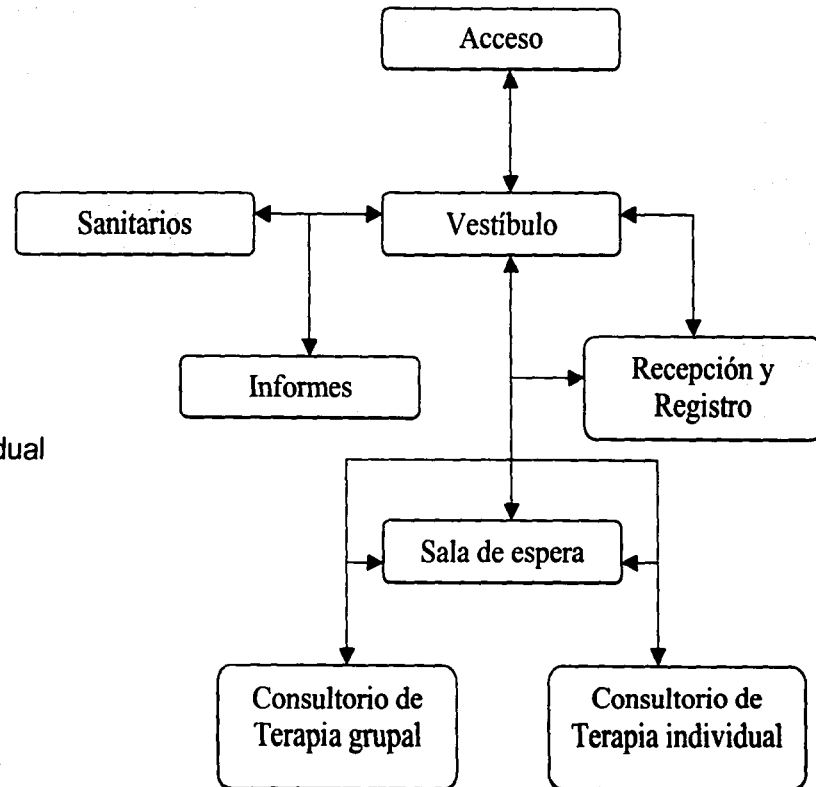 Acceso
Sanitarios
Vestíbulo
Informes
Recepción y
Registro
dual
Sala de espera
Consultorio de
Terapia grupal
Consultorio de
Terapia individual